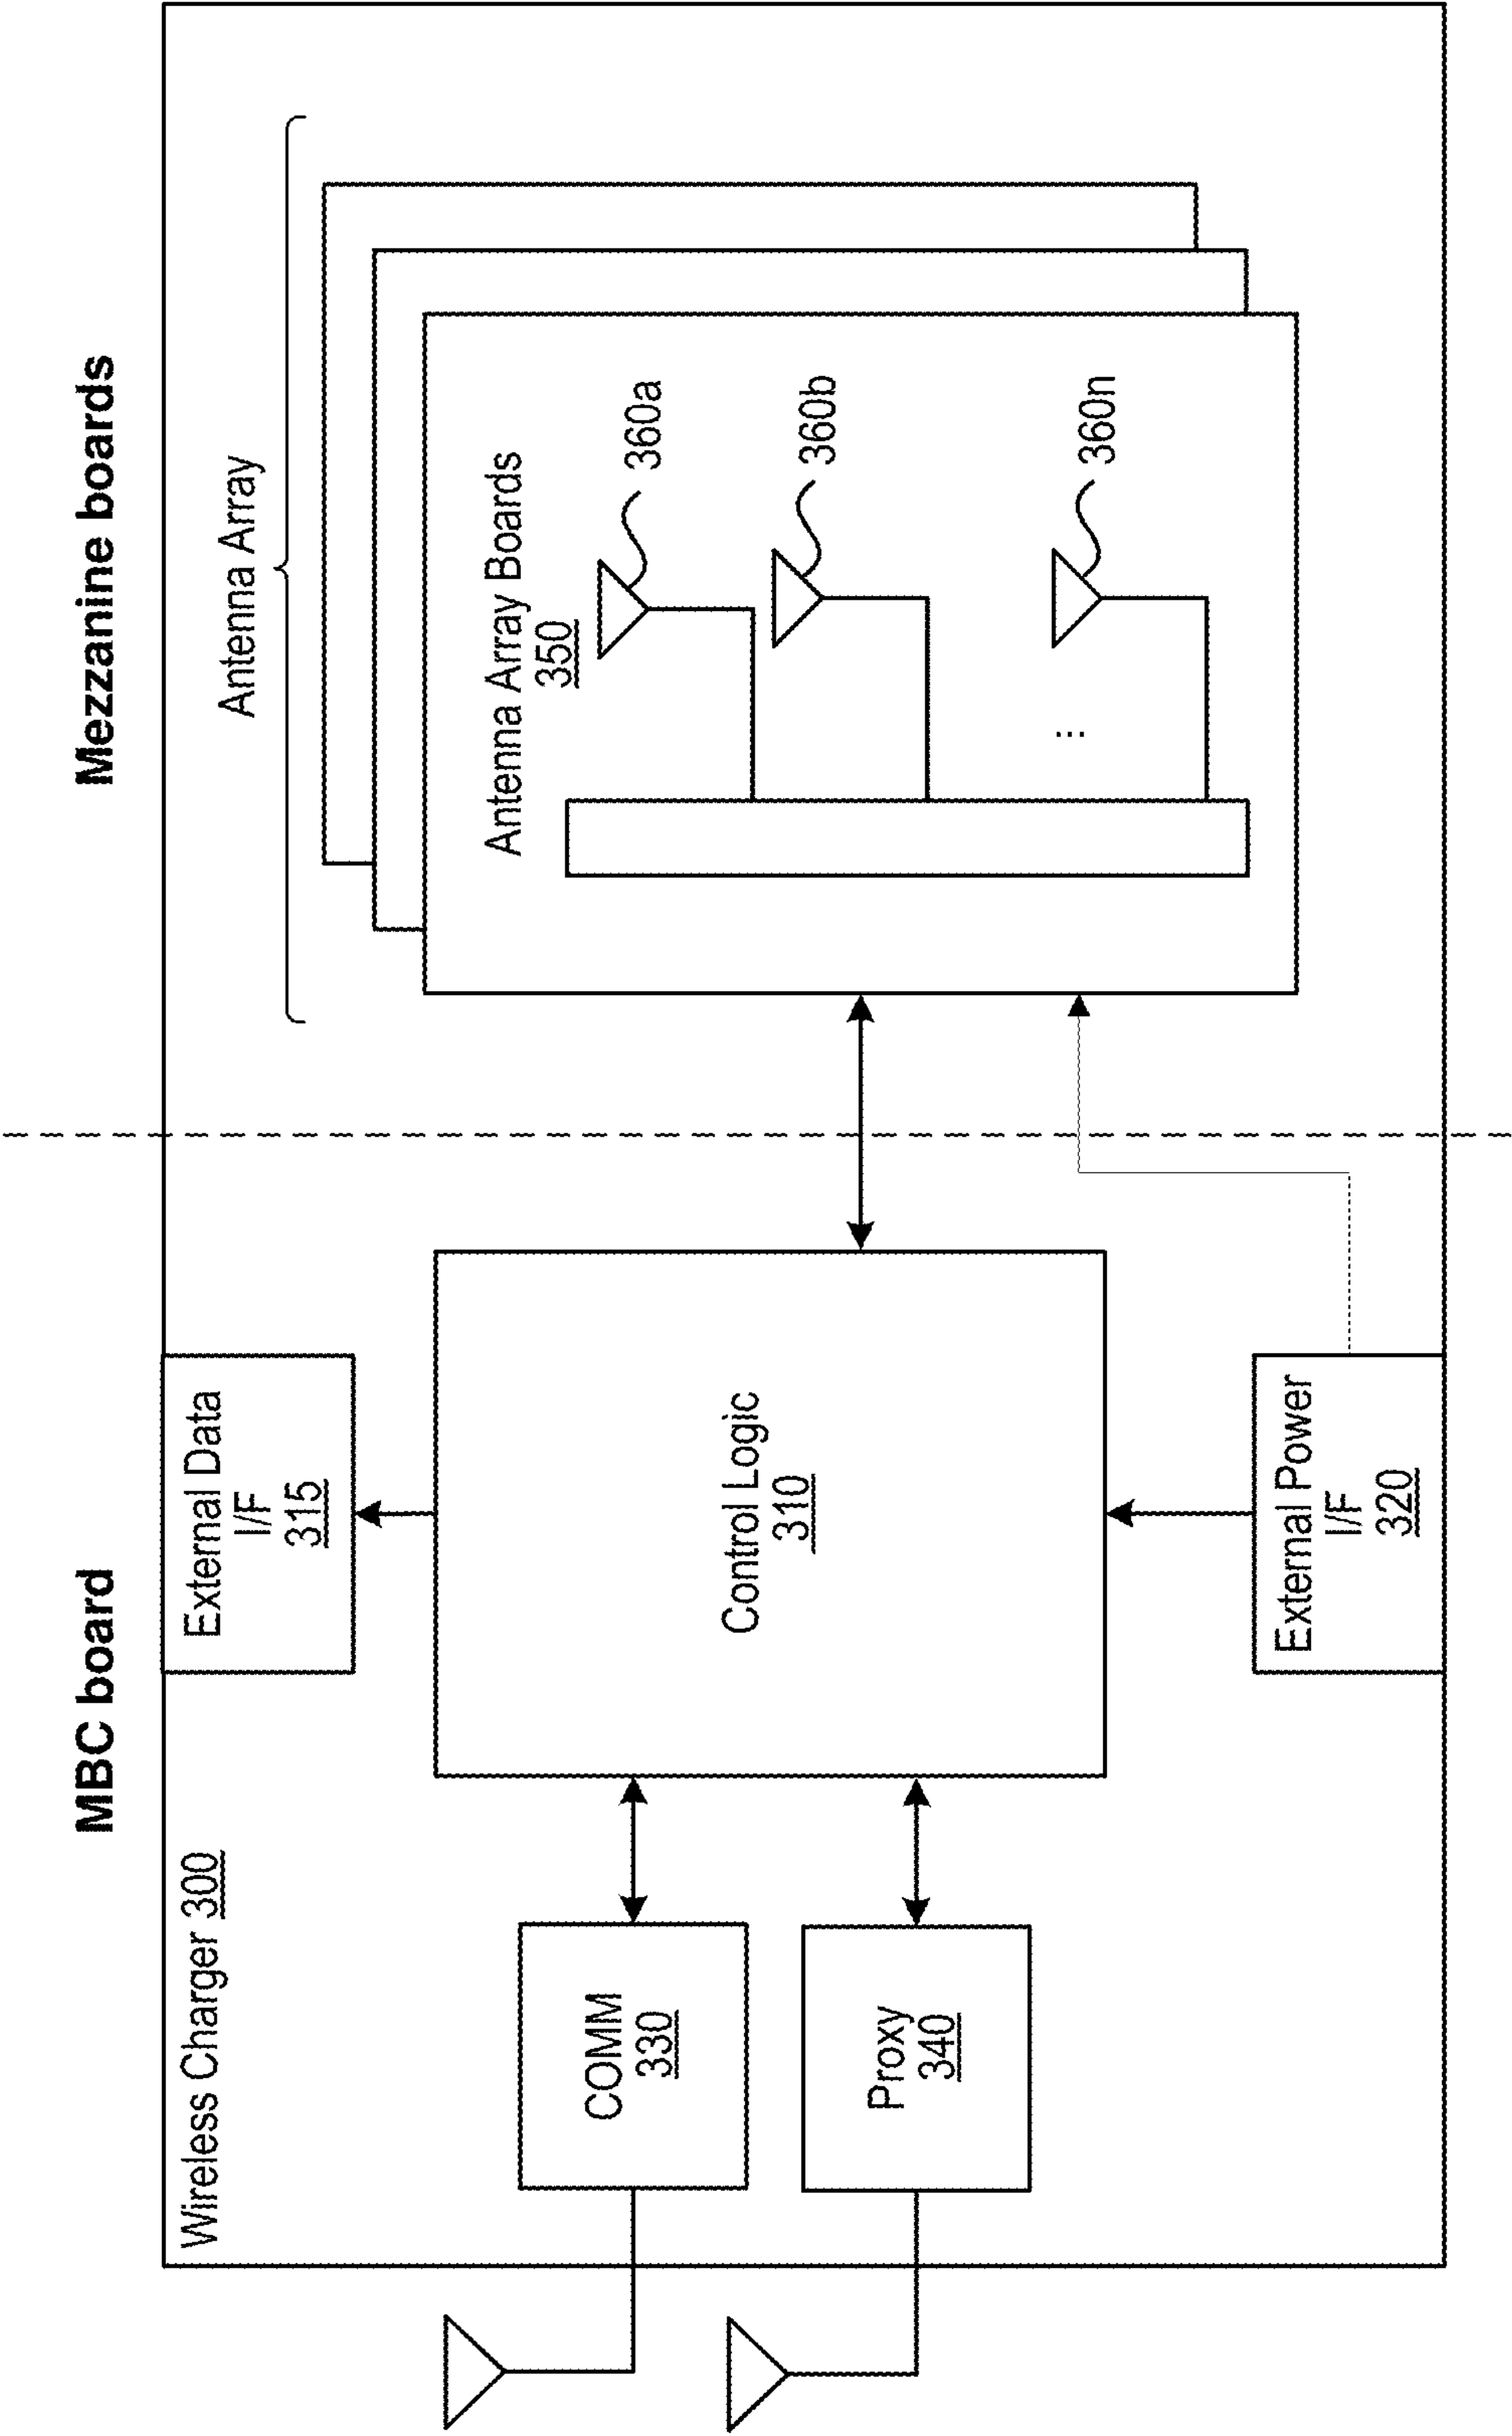 MBC board
Mezzanine boards
Wireless Charger 300
External Data
I/F
315
Antenna Array
COMM
330
Proxy
340
Control Logic
310
Antenna Array Boards
350
360a
360b
...
360n
External Power
I/F
320